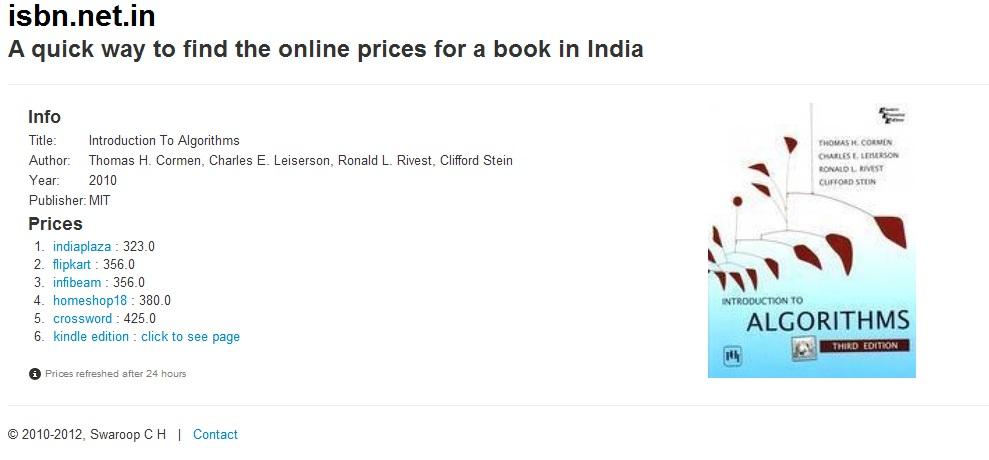 isbn.net.in
A quick way to find the online prices for a book in India
Info
Title: Introduction To Algorithms
Author: Thomas H. Cormen, Charles E. Leiserson, Ronald L. Rivest, Clifford Stein
Year: 2010
Publisher: MIT
Prices
1. indiaplaza : 323.0
2. flipkart : 356.0
3. infibeam : 356.0
4. homeshop18 : 380.0
5. crossword : 425.0
6. kindle edition : click to see page
Prices refreshed after 24 hours
THOMAS H. CORMEN
CHARLES E. LEISERSON
RONALD L. RIVEST
CLIFFORD STEIN
INTRODUCTION TO
ALGORITHMS
THIRD EDITION
© 2010-2012, Swaroop C H | Contact